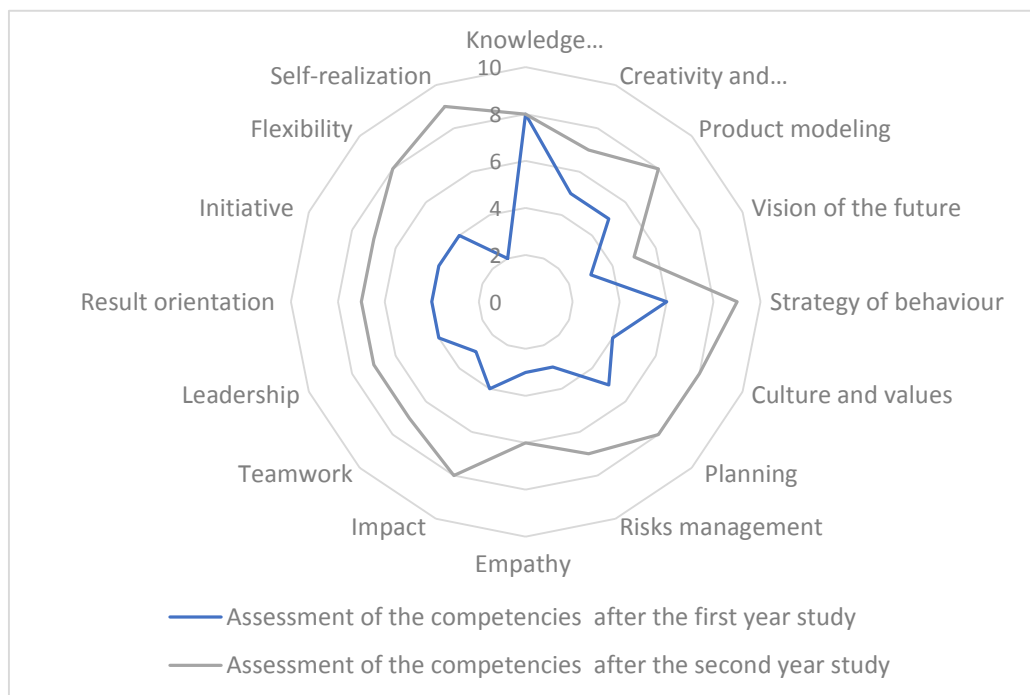 Knowledge...
Creativity and...
Product modeling
Vision of the future
Strategy of behaviour
Culture and values
Planning
Risks management
Empathy
Impact
Teamwork
Leadership
Result orientation
Initiative
Flexibility
Self-realization
10
8
6
4
2
0
Assessment of the competencies after the first year study
Assessment of the competencies after the second year study